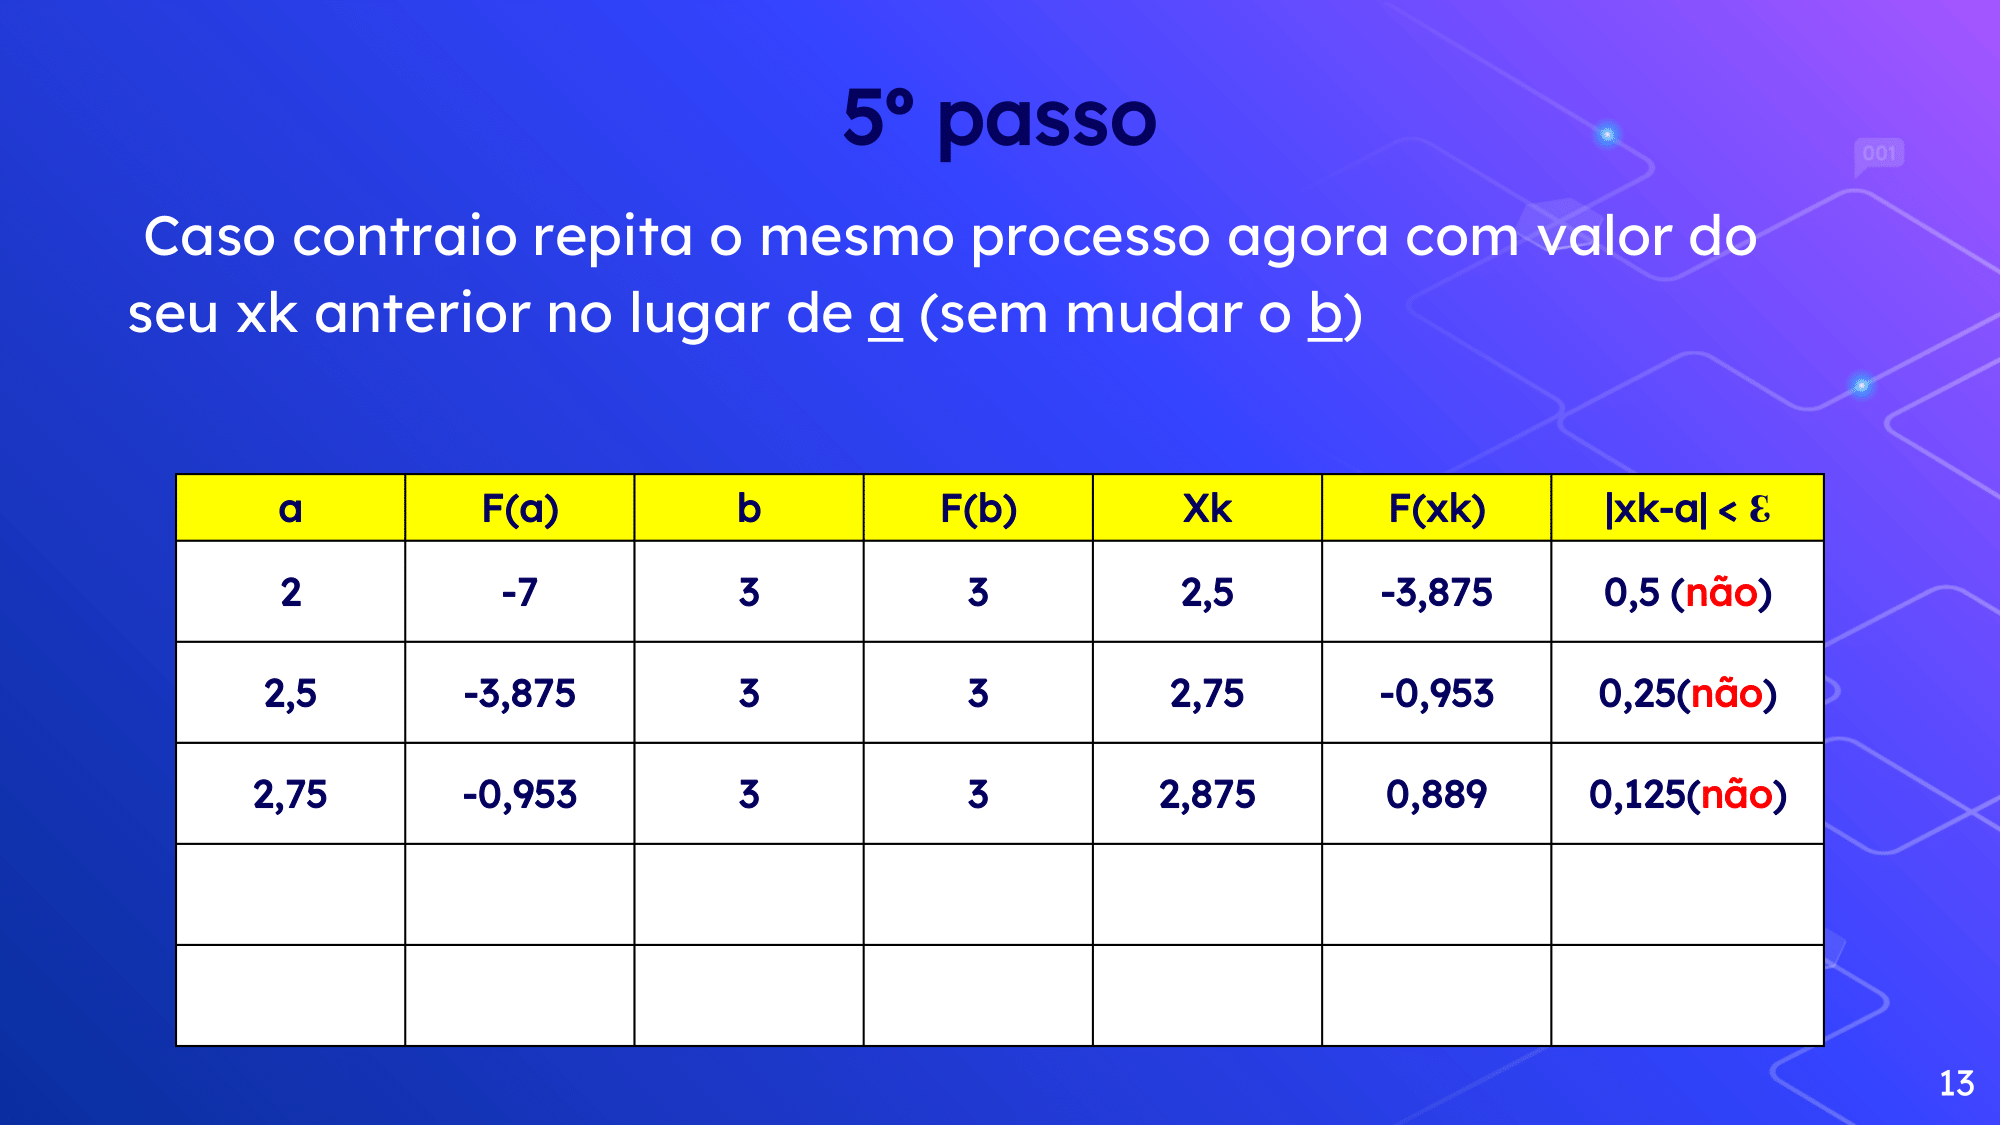 5º passo
001
Caso contraio repita o mesmo processo agora com valor do
seu xk anterior no lugar de a (sem mudar o b)
a F(a) b F(b) Xk F(xk) |xk-a| < Ɛ
2 -7 3 3 2,5 -3,875 0,5 (não)
2,5 -3,875 3 3 2,75 -0,953 0,25(não)
2,75 -0,953 3 3 2,875 0,889 0,125(não)
13